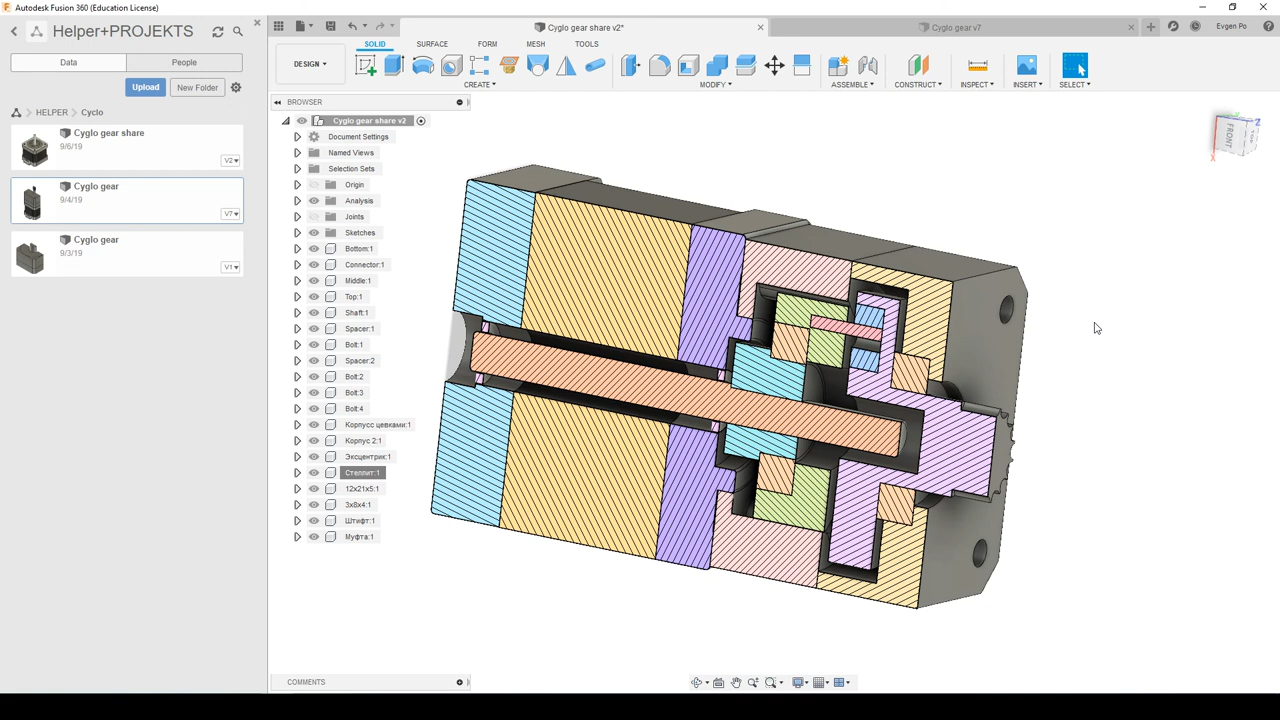 Autodesk Fusion 360 (Education License)
Helper+PROJEKTS
Data
People
Upload
New Folder
HELPER
Cyclo
Cyglo gear share
9/6/19
V2
Cyglo gear
9/4/19
V7
Cyglo gear
9/3/19
V1
Cyglo gear share v2*
Cyglo gear v7
Evgen Po
DESIGN
SOLID
SURFACE
FORM
MESH
TOOLS
CREATE
MODIFY
ASSEMBLE
CONSTRUCT
INSPECT
INSERT
SELECT
BROWSER
Cyglo gear share v2
Document Settings
Named Views
Selection Sets
Origin
Analysis
Joints
Sketches
Bottom:1
Connector:1
Middle:1
Top:1
Shaft:1
Spacer:1
Bolt:1
Spacer:2
Bolt:2
Bolt:3
Bolt:4
Корпусс цевками:1
Корпус 2:1
Эксцентрик:1
12x21x5:1
3x8x4:1
Штифт:1
Муфта:1
FRONT
X
Z
COMMENTS